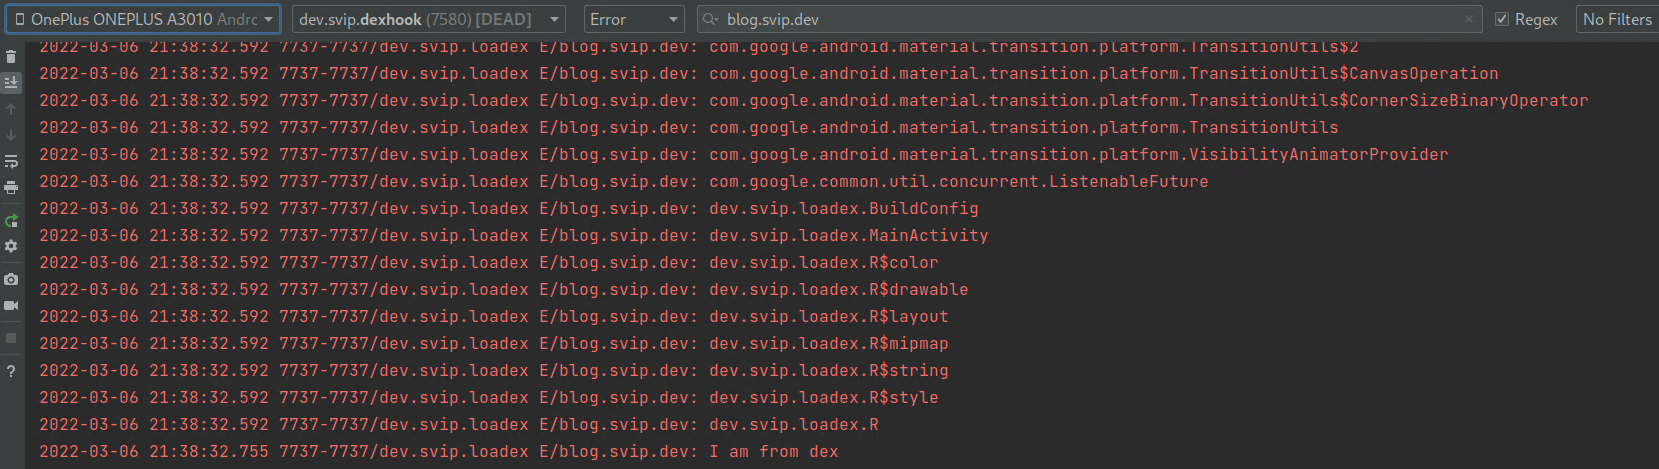 OnePlus ONEPLUS A3010 Andrc dev.svip.dexhook (7580) [DEAD] Error blog.svip.dev Regex No Filters
2022-03-06 21:38:32.592 7737-7737/dev.svip.loadex E/blog.svip.dev: com.google.android.material.transition.platform.TransitionUtils$2
2022-03-06 21:38:32.592 7737-7737/dev.svip.loadex E/blog.svip.dev: com.google.android.material.transition.platform.TransitionUtils$CanvasOperation
2022-03-06 21:38:32.592 7737-7737/dev.svip.loadex E/blog.svip.dev: com.google.android.material.transition.platform.TransitionUtils$CornerSizeBinaryOperator
2022-03-06 21:38:32.592 7737-7737/dev.svip.loadex E/blog.svip.dev: com.google.android.material.transition.platform.TransitionUtils
2022-03-06 21:38:32.592 7737-7737/dev.svip.loadex E/blog.svip.dev: com.google.android.material.transition.platform.VisibilityAnimatorProvider
2022-03-06 21:38:32.592 7737-7737/dev.svip.loadex E/blog.svip.dev: com.google.common.util.concurrent.ListenableFuture
2022-03-06 21:38:32.592 7737-7737/dev.svip.loadex E/blog.svip.dev: dev.svip.loadex.BuildConfig
2022-03-06 21:38:32.592 7737-7737/dev.svip.loadex E/blog.svip.dev: dev.svip.loadex.MainActivity
2022-03-06 21:38:32.592 7737-7737/dev.svip.loadex E/blog.svip.dev: dev.svip.loadex.R$color
2022-03-06 21:38:32.592 7737-7737/dev.svip.loadex E/blog.svip.dev: dev.svip.loadex.R$drawable
2022-03-06 21:38:32.592 7737-7737/dev.svip.loadex E/blog.svip.dev: dev.svip.loadex.R$layout
2022-03-06 21:38:32.592 7737-7737/dev.svip.loadex E/blog.svip.dev: dev.svip.loadex.R$mipmap
2022-03-06 21:38:32.592 7737-7737/dev.svip.loadex E/blog.svip.dev: dev.svip.loadex.R$string
2022-03-06 21:38:32.592 7737-7737/dev.svip.loadex E/blog.svip.dev: dev.svip.loadex.R$style
2022-03-06 21:38:32.592 7737-7737/dev.svip.loadex E/blog.svip.dev: dev.svip.loadex.R
2022-03-06 21:38:32.755 7737-7737/dev.svip.loadex E/blog.svip.dev: I am from dex